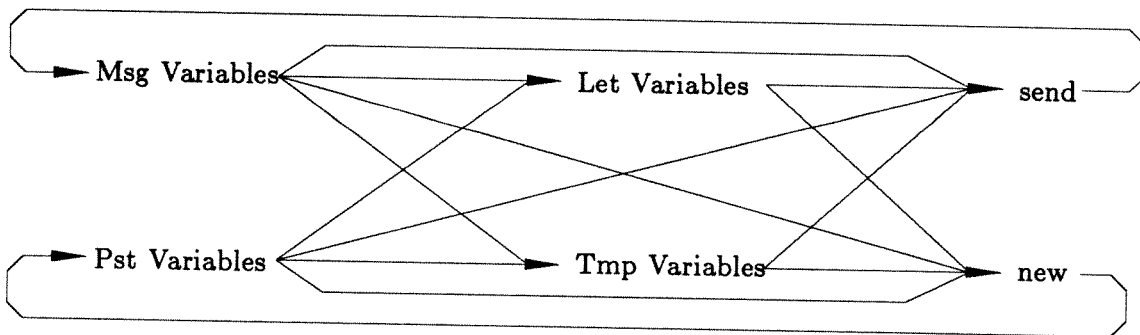 Msg Variables
Let Variables
send
Pst Variables
Tmp Variables
new